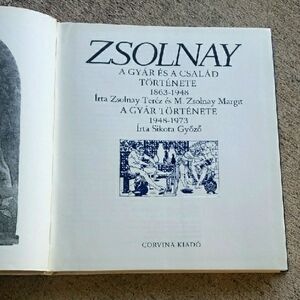 ZSOLNAY
A GYÁR ÉS A CSALÁD
TÖRTÉNETE
1863-1948
Írta Zsolnay Teréz és M. Zsolnay Margit
A GYÁR TÖRTÉNETE
1948-1973
Írta Sikota Győző
CORVINA KIADÓ